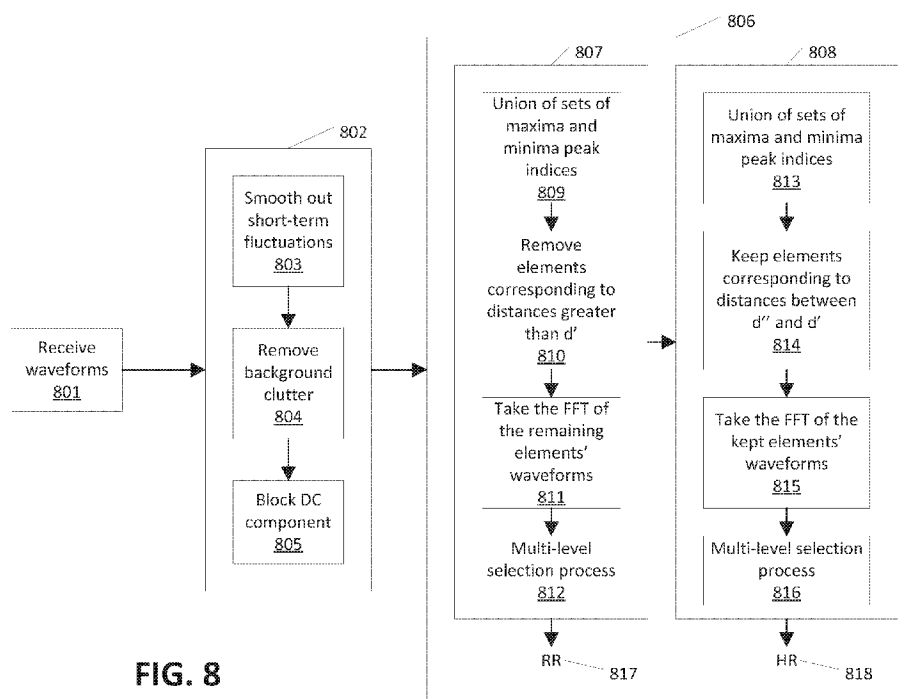 806
802
807
808
Receive
waveforms
801
Smooth out
short-term
fluctuations
803
Remove
background
clutter
804
Block DC
component
805
Union of sets of
maxima and
minima peak
indices
809
Remove
elements
corresponding to
distances greater
than d'
810
Take the FFT of
the remaining
elements'
waveforms
811
Multi-level
selection process
812
RR
817
Union of sets of
maxima and minima
peak indices
813
Keep elements
corresponding to
distances between
d'' and d'
814
Take the FFT of the
kept elements'
waveforms
815
Multi-level selection
process
816
HR
818
FIG. 8